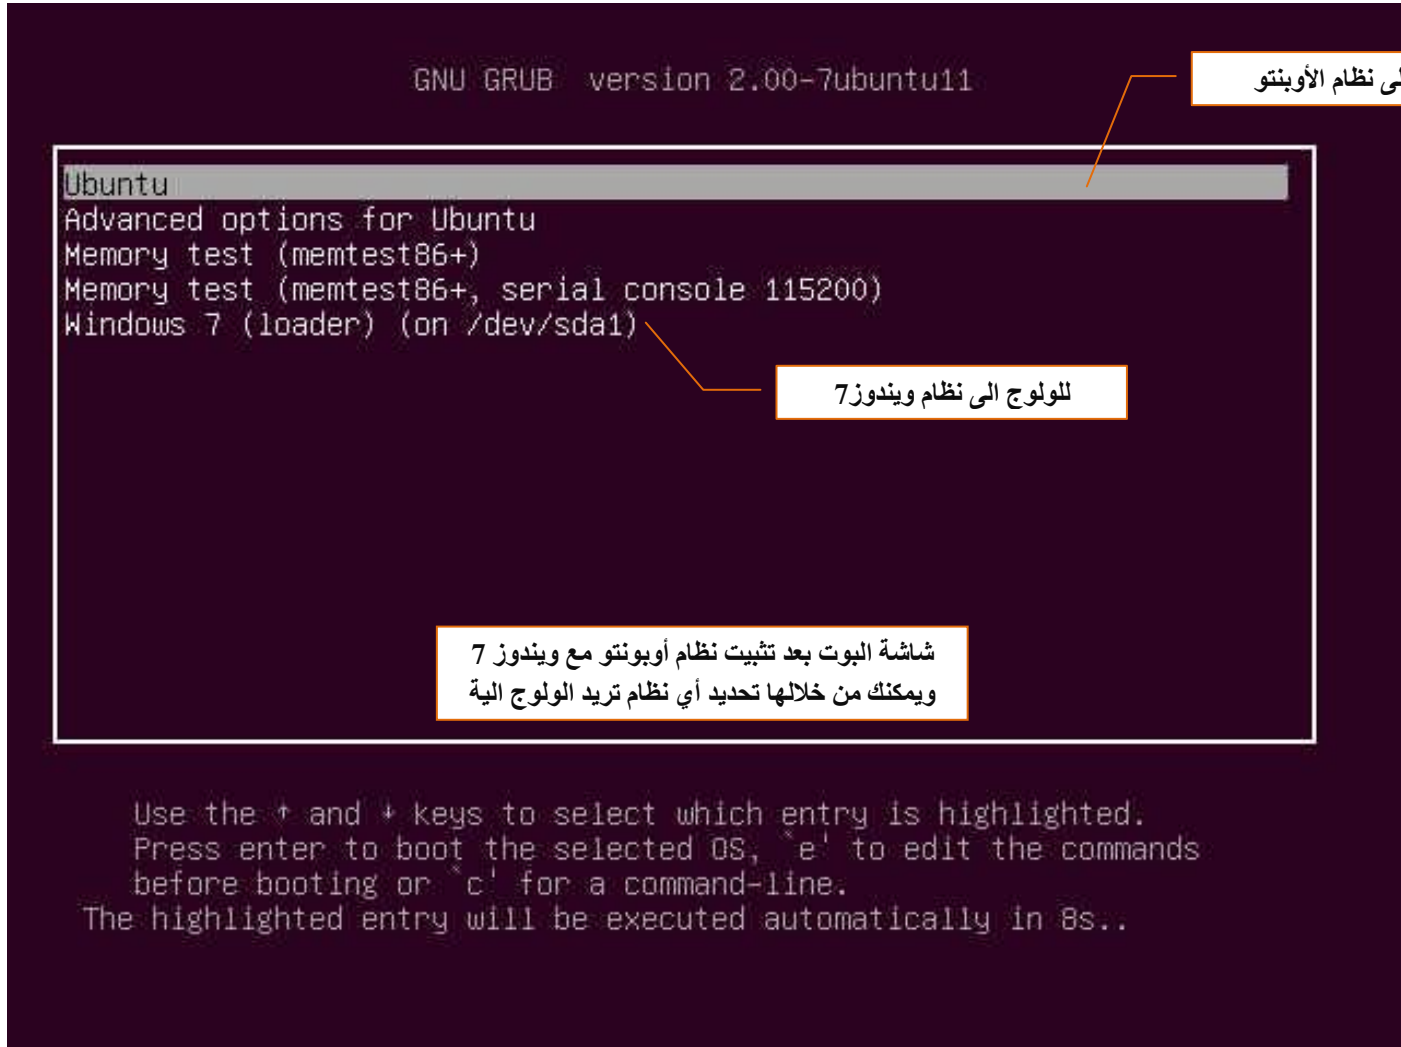 GNU GRUB version 2.00-7ubuntu11
نظام الأوبنتو
Ubuntu
Advanced options for Ubuntu
Memory test (memtest86+)
Memory test (memtest86+, serial console 115200)
Windows 7 (loader) (on /dev/sda1)
للولوج الى نظام ويندوز7
شاشة البوت بعد تثبيت نظام أوبونتو مع ويندوز 7
ويمكنك من خلالها تحديد أي نظام تريد الولوج الية
Use the ↑ and ↓ keys to select which entry is highlighted.
Press enter to boot the selected OS, `e' to edit the commands
before booting or `c' for a command-line.
The highlighted entry will be executed automatically in 8s..